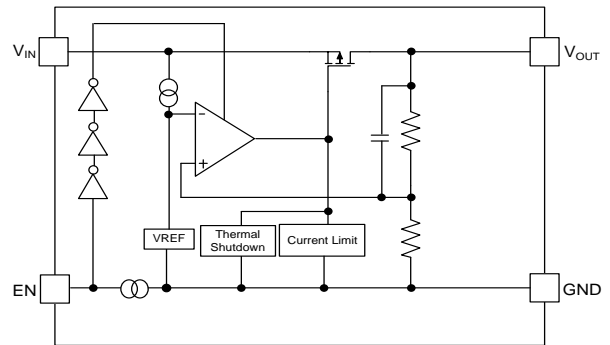 VIN
VOUT
−
+
VREF
Thermal
Shutdown
Current Limit
EN
GND